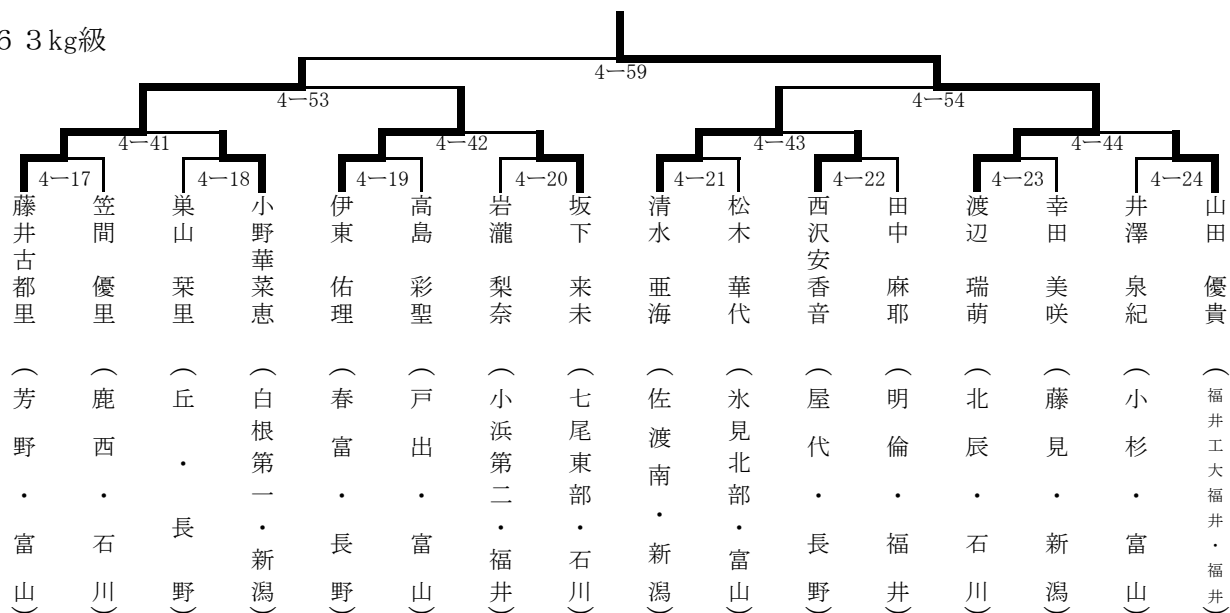 63kg級
4－59
4－53
4－54
4－41
4－42
4－43
4－44
4－17
4－18
4－19
4－20
4－21
4－22
4－23
4－24
藤井古都里（芳野・富山）
笠間 優里（鹿西・石川）
巣山 栞里（丘・長野）
小野華菜恵（白根第一・新潟）
伊東 佑理（春富・長野）
高島 彩聖（戸出・富山）
岩瀧 梨奈（小浜第二・福井）
坂下 来未（七尾東部・石川）
清水 亜海（佐渡南・新潟）
松木 華代（氷見北部・富山）
西沢安香音（屋代・長野）
田中 麻耶（明倫・福井）
渡辺 瑞萌（北辰・石川）
幸田 美咲（藤見・新潟）
井澤 泉紀（小杉・富山）
山田 優貴（福井工大福井・福井）